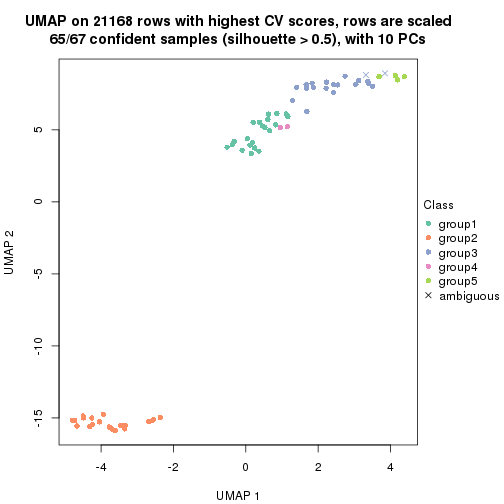 UMAP on 21168 rows with highest CV scores, rows are scaled
65/67 confident samples (silhouette > 0.5), with 10 PCs
5
0
-5
-10
-15
UMAP 2
-4
-2
0
2
4
UMAP 1
Class
group1
group2
group3
group4
group5
ambiguous